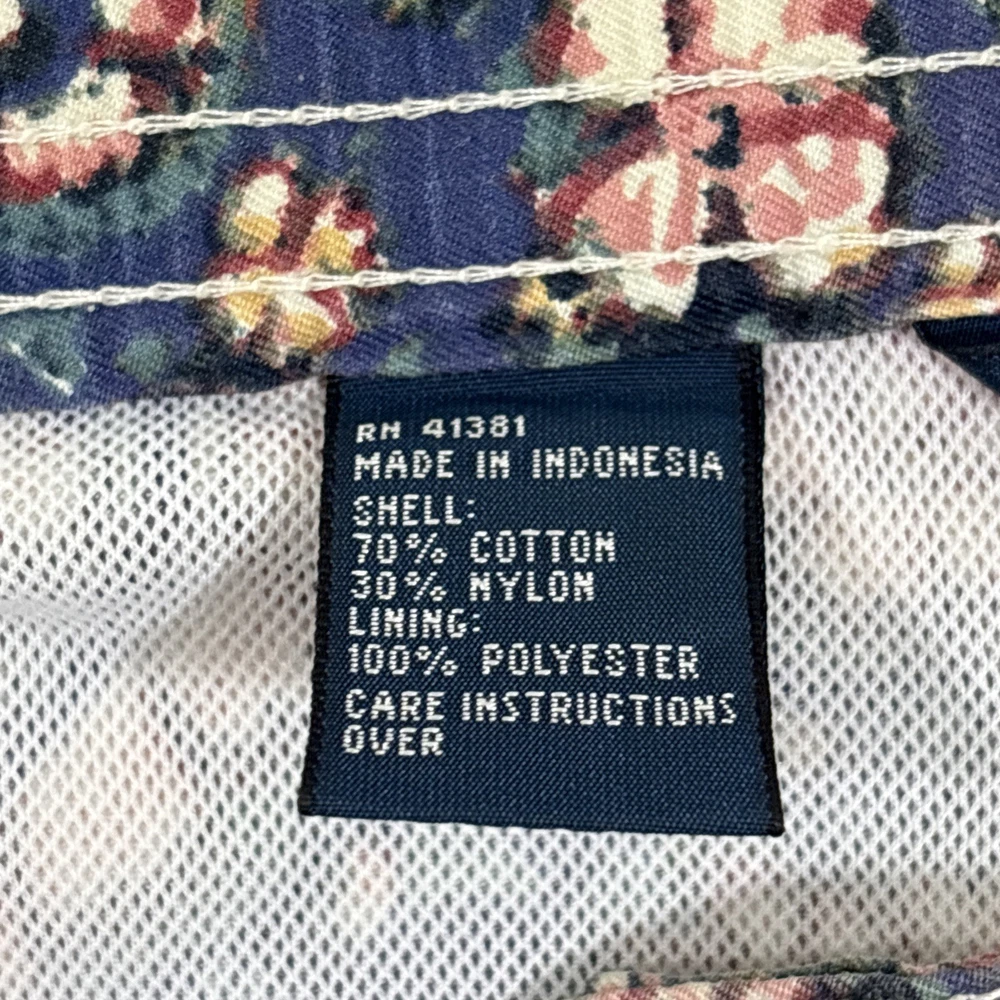 RN 41381
MADE IN INDONESIA
SHELL:
70% COTTON
30% NYLON
LINING:
100% POLYESTER
CARE INSTRUCTIONS
OVER